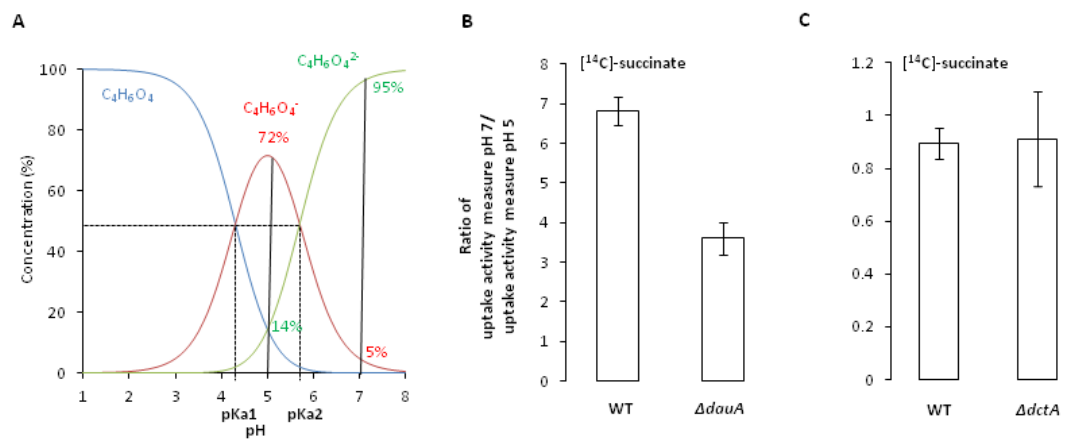 A
C₄H₆O₄²⁻
100
C₄H₆O₄
95%
C₄H₆O₄⁻
72%
80
60
40
20
0
14%
5%
Concentration (%)
1 2 3 4 5 6 7 8
pKa1 pKa2
pH
B
[¹⁴C]-succinate
8
7
6
5
4
3
2
1
0
Ratio of
uptake activity measure pH 7/
uptake activity measure pH 5
WT ΔdauA
C
[¹⁴C]-succinate
1.2
1
0.8
0.6
0.4
0.2
0
WT ΔdctA